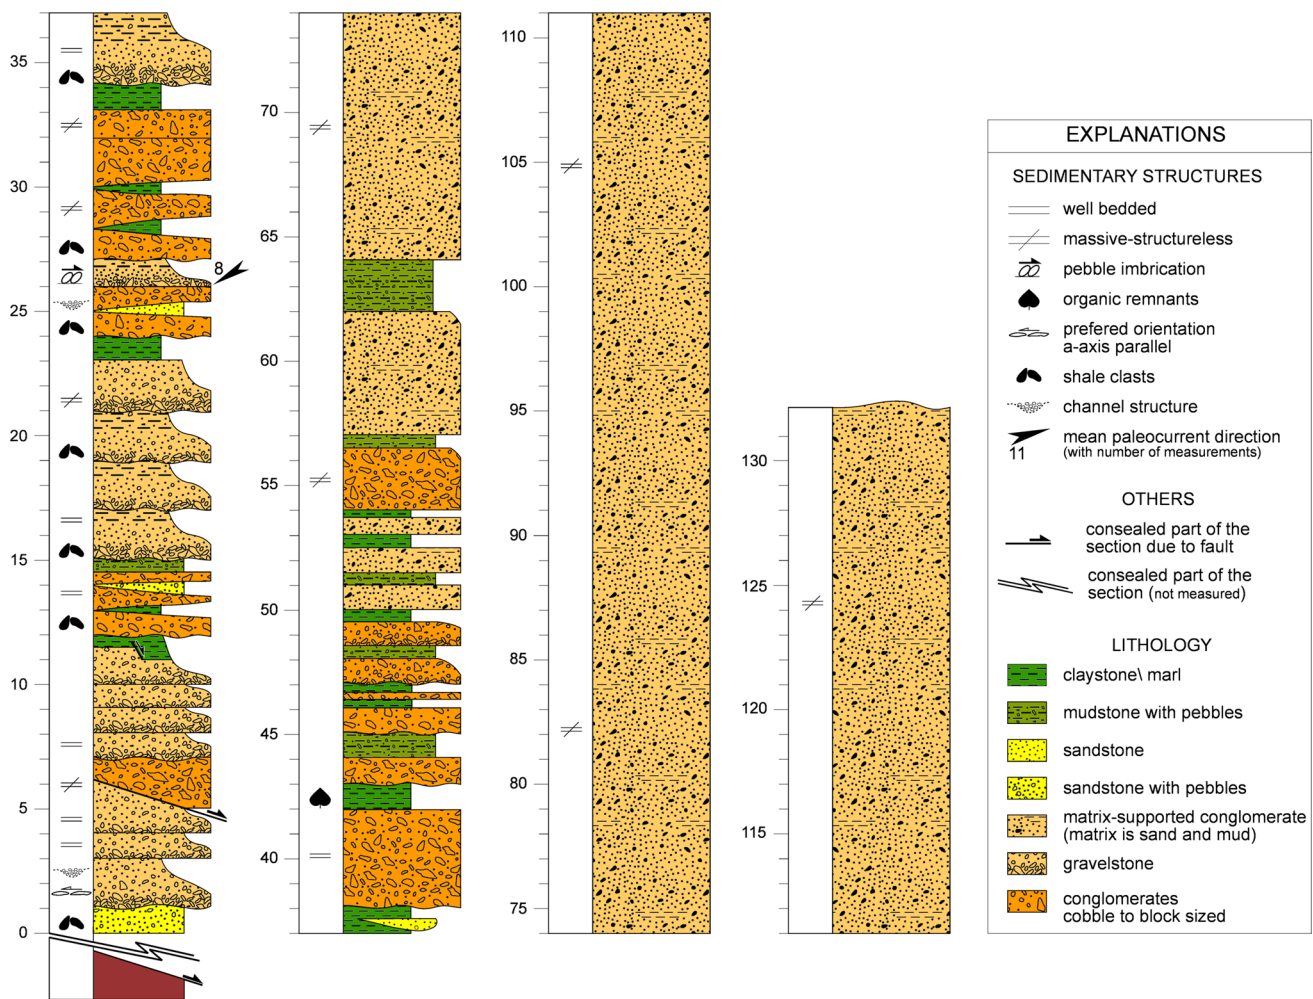 35
30
25
20
15
10
5
0
8
70
65
60
55
50
45
40
110
105
100
95
90
85
80
75
130
125
120
115
EXPLANATIONS
SEDIMENTARY STRUCTURES
well bedded
massive-structureless
pebble imbrication
organic remnants
prefered orientation
a-axis parallel
shale clasts
channel structure
mean paleocurrent direction
11 (with number of measurements)
OTHERS
consealed part of the
section due to fault
consealed part of the
section (not measured)
LITHOLOGY
claystone\ marl
mudstone with pebbles
sandstone
sandstone with pebbles
matrix-supported conglomerate
(matrix is sand and mud)
gravelstone
conglomerates
cobble to block sized